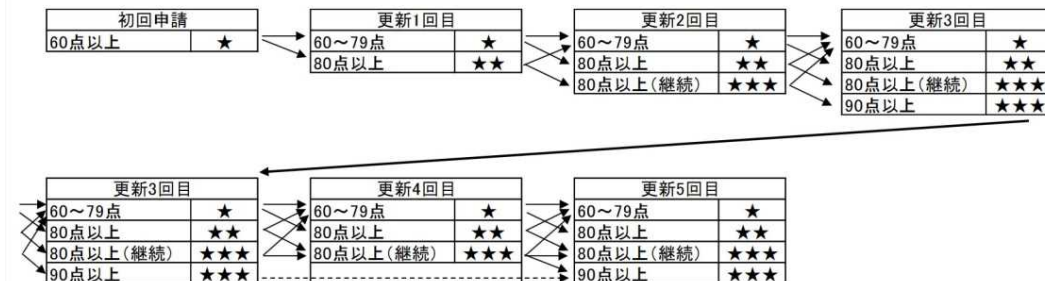 初回申請
60点以上 ★
更新1回目
60～79点 ★
80点以上 ★★
更新2回目
60～79点 ★
80点以上 ★★
80点以上(継続) ★★★
更新3回目
60～79点 ★
80点以上 ★★
80点以上(継続) ★★★
90点以上 ★★★
更新3回目
60～79点 ★
80点以上 ★★
80点以上(継続) ★★★
90点以上 ★★★
更新4回目
60～79点 ★
80点以上 ★★
80点以上(継続) ★★★
更新5回目
60～79点 ★
80点以上 ★★
80点以上(継続) ★★★
90点以上 ★★★